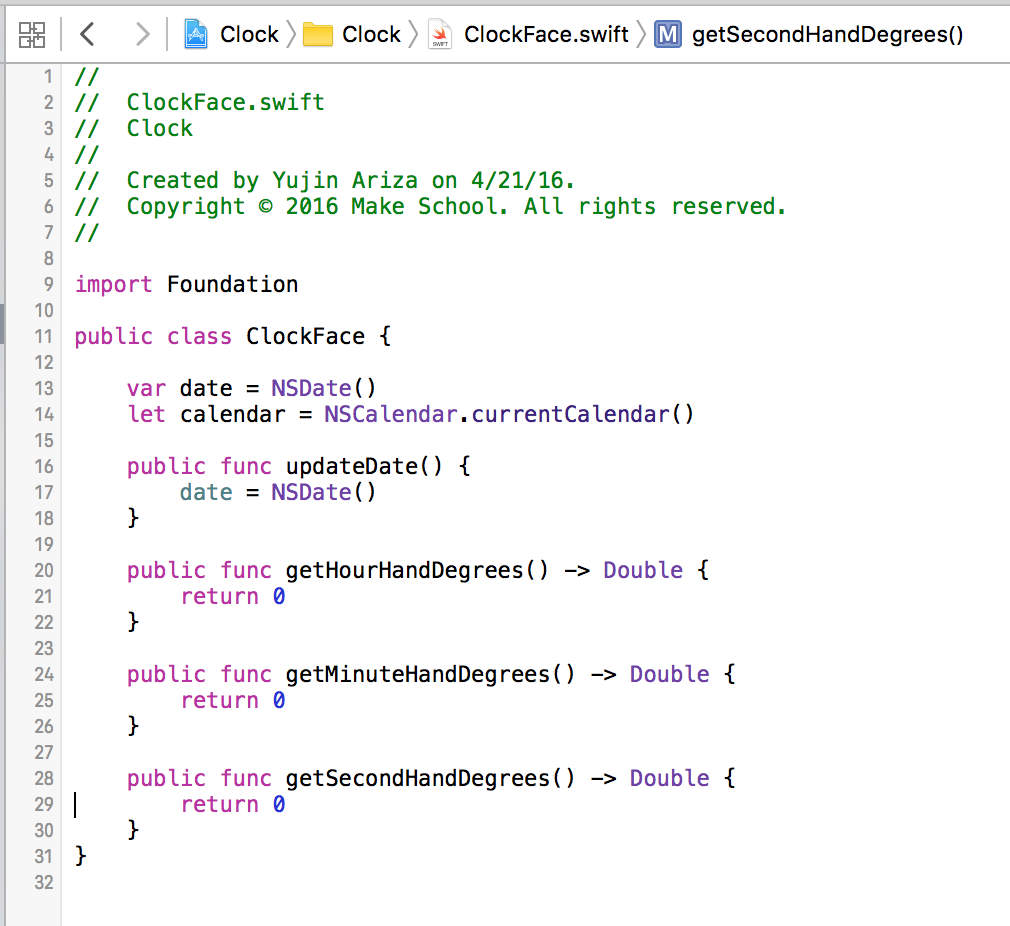 Clock Clock ClockFace.swift M getSecondHandDegrees()
1 //
2 //  ClockFace.swift
3 //  Clock
4 //
5 //  Created by Yujin Ariza on 4/21/16.
6 //  Copyright © 2016 Make School. All rights reserved.
7 //
8
9 import Foundation
10
11 public class ClockFace {
12
13     var date = NSDate()
14     let calendar = NSCalendar.currentCalendar()
15
16     public func updateDate() {
17         date = NSDate()
18     }
19
20     public func getHourHandDegrees() -> Double {
21         return 0
22     }
23
24     public func getMinuteHandDegrees() -> Double {
25         return 0
26     }
27
28     public func getSecondHandDegrees() -> Double {
29         return 0
30     }
31 }
32